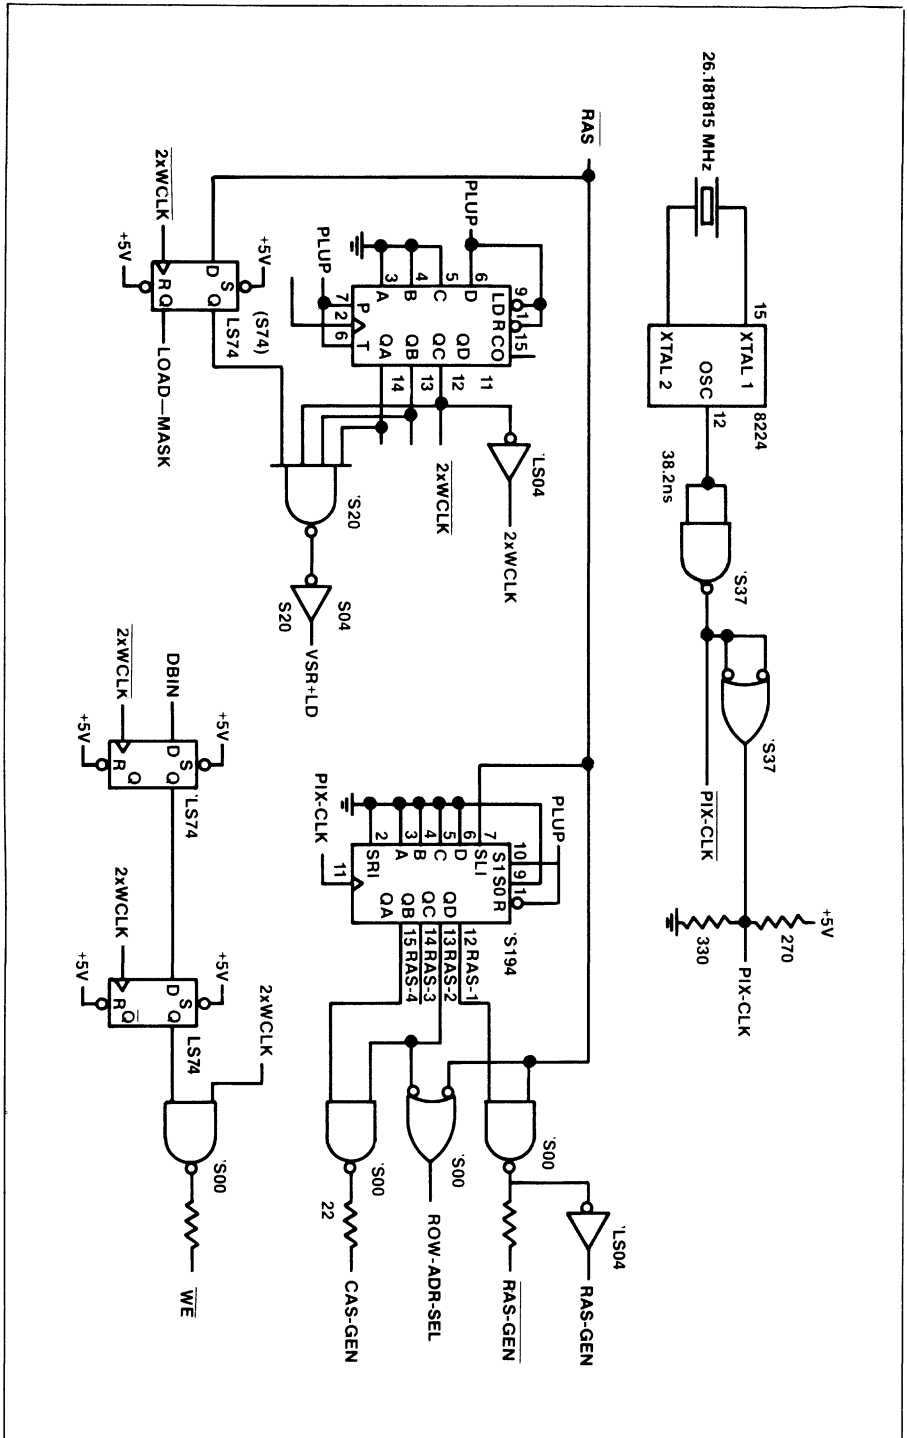 26.181815 MHz
15
XTAL 1
XTAL 2
OSC
8224
12
38.2ns
'S37
'S37
PIX-CLK
+5V
270
330
PIX-CLK
RAS
PLUP
PLUP
3
4
5
6
A
B
C
D
9
1
15
LD
R
CO
7
2
6
P
T
QA
QB
QC
QD
14
13
12
11
'LS04
2xWCLK
2xWCLK
2xWCLK
+5V
+5V
D
S
R
Q
Q
(S74)
LS74
LOAD—MASK
'S20
S04
S20
VSR+LD
PLUP
PIX-CLK
2
3
4
5
6
7
SRI
A
B
C
D
SLI
10
9
1
S1
S0
R
11
QA
QB
QC
QD
'S194
12 RAS-1
13 RAS-2
14 RAS-3
15 RAS-4
'S00
'LS04
RAS-GEN
RAS-GEN
'S00
ROW-ADR-SEL
'S00
22
CAS-GEN
DBIN
2xWCLK
+5V
+5V
D
S
R
Q
Q
'LS74
2xWCLK
+5V
+5V
D
S
R
Q
Q
LS74
2xWCLK
'S00
WE